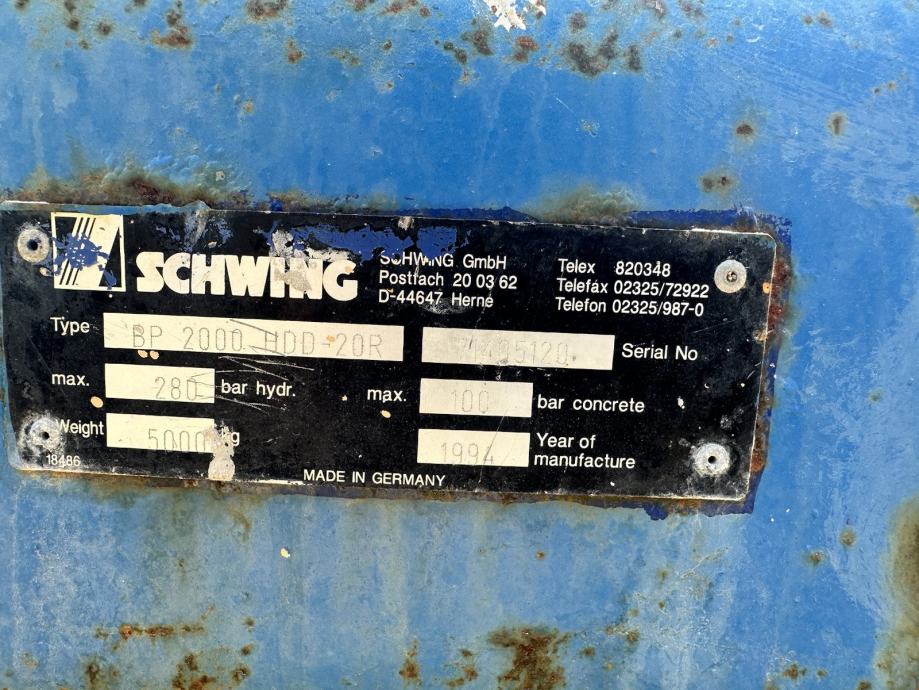 SCHWING
SCHWING GmbH
Postfach 20 03 62
D-44647 Herne
Telex 820348
Telefax 02325/72922
Telefon 02325/987-0
Type BP 2000 HDD-20R 71495120 Serial No
max. 280 bar hydr. max. 100 bar concrete
Weight 5000 kg 1994 Year of
manufacture
18486
MADE IN GERMANY